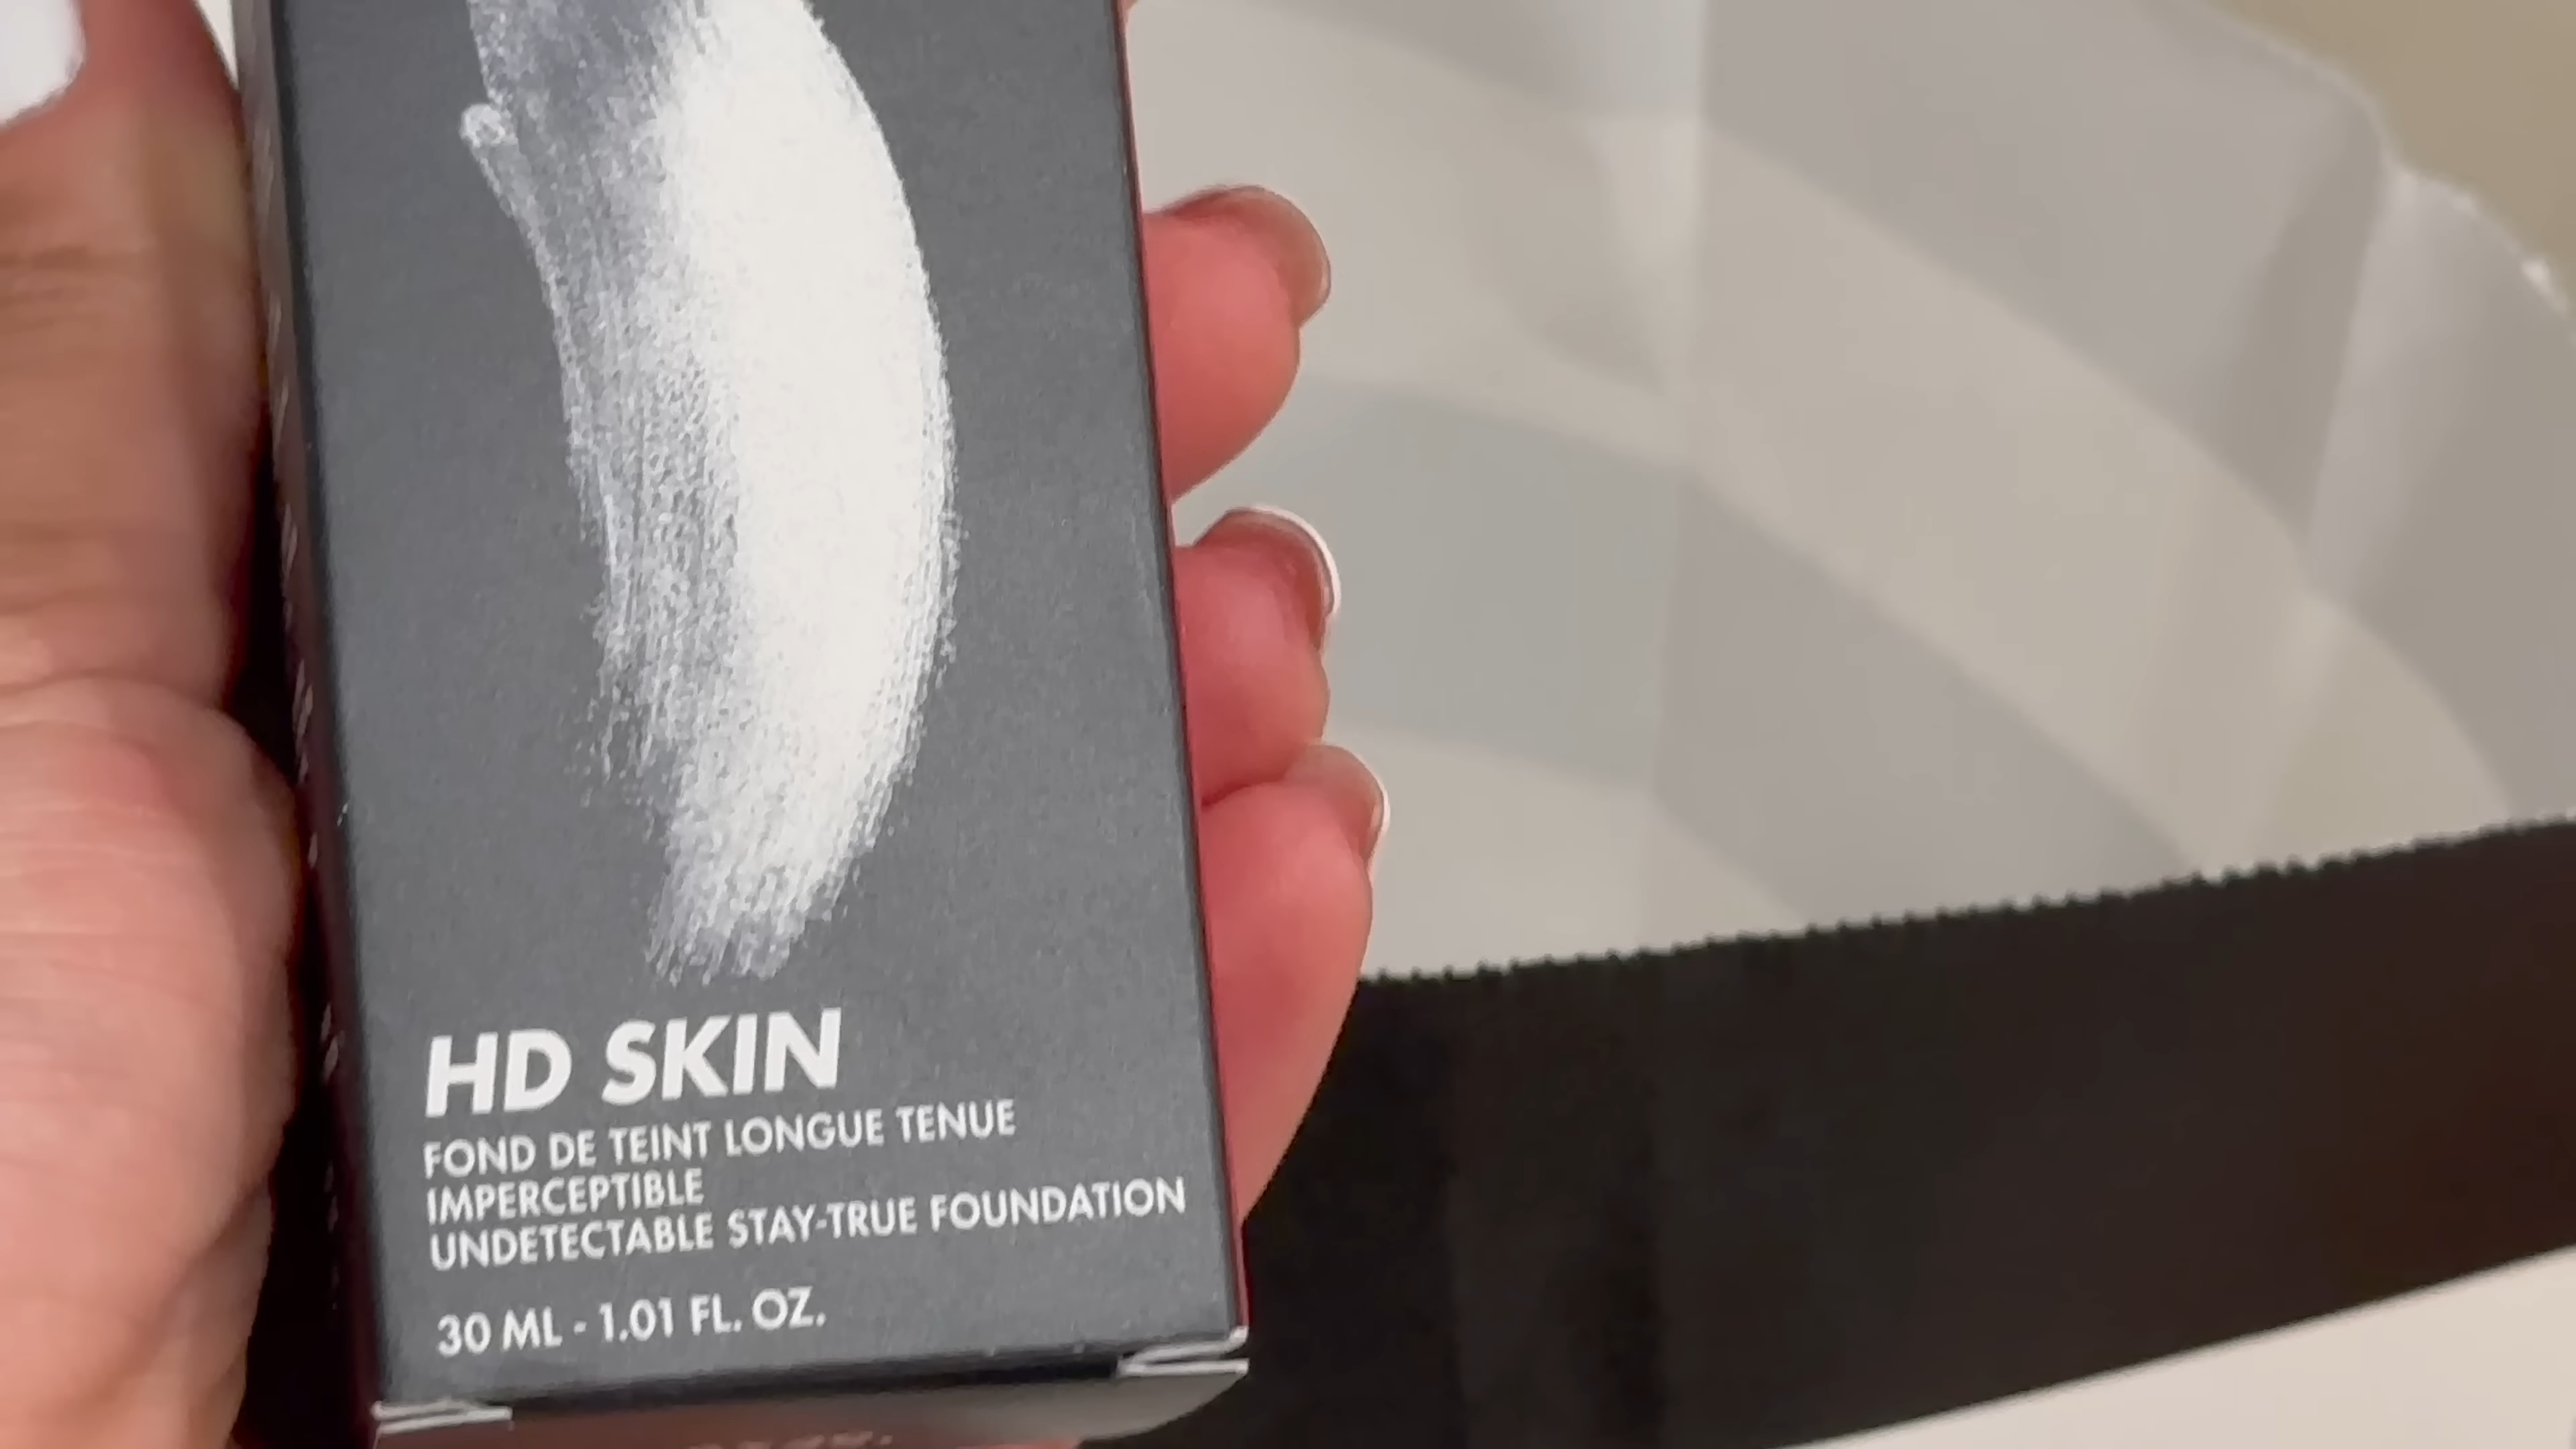 HD SKIN
FOND DE TEINT LONGUE TENUE
IMPERCEPTIBLE
UNDETECTABLE STAY-TRUE FOUNDATION
30 ML - 1.01 FL. OZ.